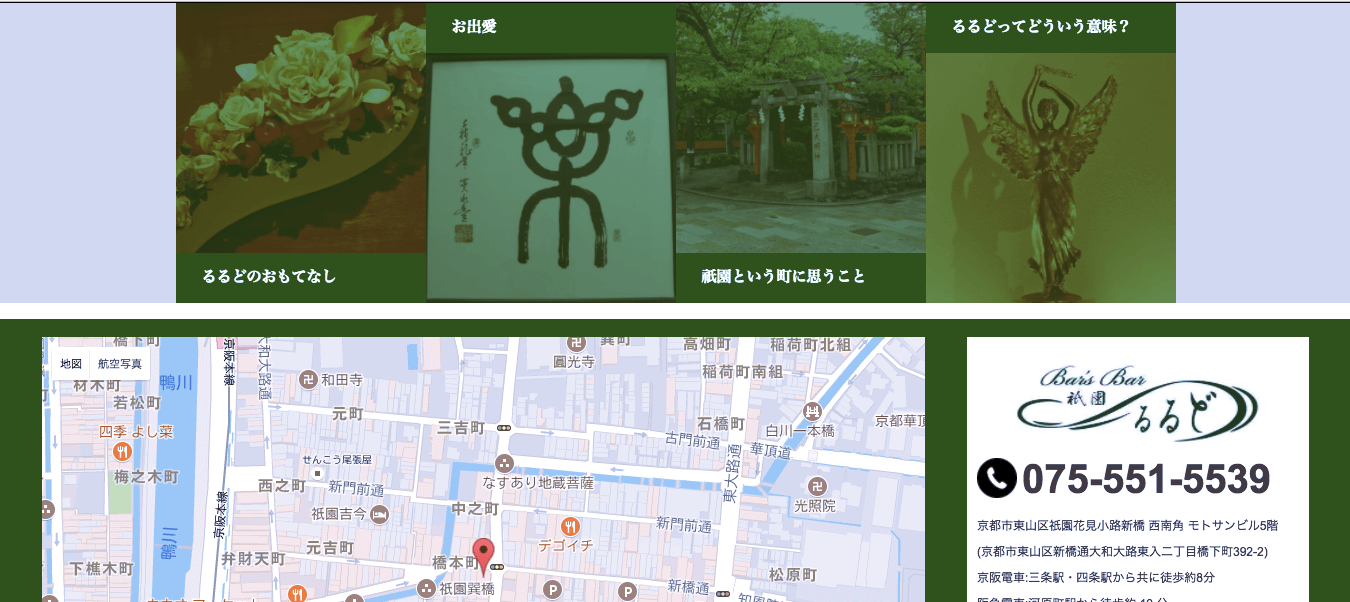 お出愛
るるどってどういう意味？
るるどのおもてなし
祇園という町に思うこと
地図
航空写真
京阪本線
大和大路通
圓光寺
高畑町
稲荷町北組
鴨川
材木町
和田寺
稲荷町南組
若松町
元町
四季 よし菜
三吉町
石橋町
白川一本橋
古門前通
華頂道
せんこう尾張屋
梅之木町
西之町
新門前通
なすあり地蔵菩薩
東大路通
光照院
京阪本線
祇園吉今
中之町
新門前通
デゴイチ
鴨川
元吉町
弁財天町
橋本町
下樵木町
祇園巽橋
新橋通
松原町
Bar's Bar
祇園
るるど
075-551-5539
京都市東山区祇園花見小路新橋 西南角 モトサンビル5階
(京都市東山区新橋通大和大路東入二丁目橋下町392-2)
京阪電車:三条駅・四条駅から共に徒歩約8分